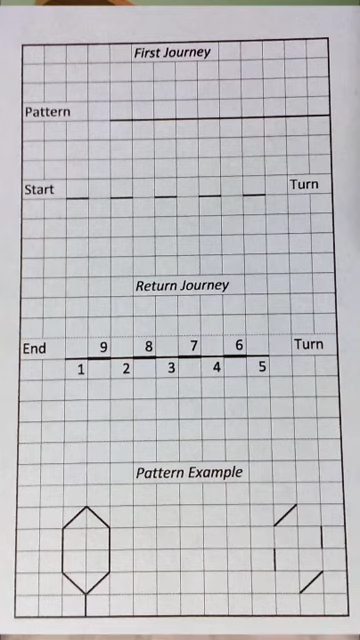 First Journey
Pattern
Start Turn
Return Journey
End 9 8 7 6 Turn
1 2 3 4 5
Pattern Example